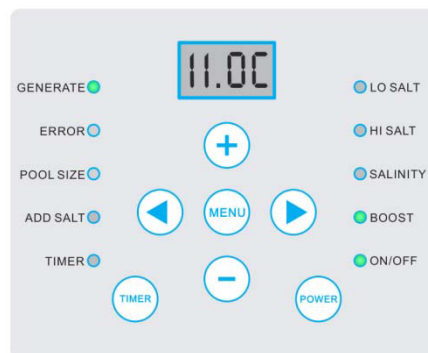 11.0C
GENERATE
LO SALT
ERROR
HI SALT
+
POOL SIZE
SALINITY
MENU
ADD SALT
BOOST
TIMER
ON/OFF
−
TIMER
POWER